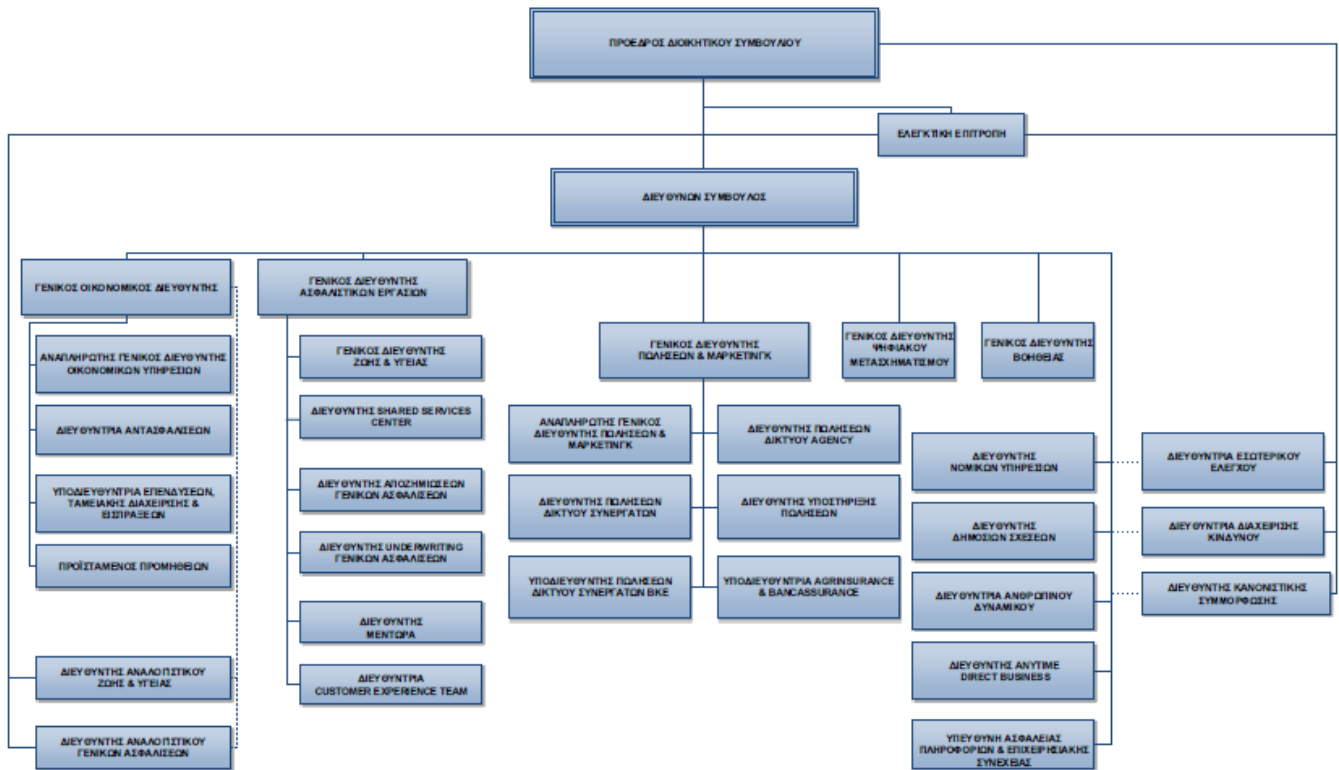 ΠΡΟΕΔΡΟΣ ΔΙΟΙΚΗΤΙΚΟΥ ΣΥΜΒΟΥΛΙΟΥ
ΕΛΕΓΚΤΙΚΗ ΕΠΙΤΡΟΠΗ
ΔΙΕΥΘΥΝΩΝ ΣΥΜΒΟΥΛΟΣ
ΓΕΝΙΚΟΣ ΟΙΚΟΝΟΜΙΚΟΣ ΔΙΕΥΘΥΝΤΗΣ
ΑΝΑΠΛΗΡΩΤΗΣ ΓΕΝΙΚΟΣ ΔΙΕΥΘΥΝΤΗΣ
ΟΙΚΟΝΟΜΙΚΩΝ ΥΠΗΡΕΣΙΩΝ
ΔΙΕΥΘΥΝΤΡΙΑ ΑΝΤΑΣΦΑΛΙΣΕΩΝ
ΥΠΟΔΙΕΥΘΥΝΤΡΙΑ ΕΠΕΝΔΥΣΕΩΝ,
ΤΑΜΕΙΑΚΗΣ ΔΙΑΧΕΙΡΙΣΗΣ &
ΕΙΣΠΡΑΞΕΩΝ
ΠΡΟΪΣΤΑΜΕΝΟΣ ΠΡΟΜΗΘΕΙΩΝ
ΔΙΕΥΘΥΝΤΗΣ ΑΝΑΛΟΓΙΣΤΙΚΟΥ
ΖΩΗΣ & ΥΓΕΙΑΣ
ΔΙΕΥΘΥΝΤΗΣ ΑΝΑΛΟΓΙΣΤΙΚΟΥ
ΓΕΝΙΚΩΝ ΑΣΦΑΛΙΣΕΩΝ
ΓΕΝΙΚΟΣ ΔΙΕΥΘΥΝΤΗΣ
ΑΣΦΑΛΙΣΤΙΚΩΝ ΕΡΓΑΣΙΩΝ
ΓΕΝΙΚΟΣ ΔΙΕΥΘΥΝΤΗΣ
ΖΩΗΣ & ΥΓΕΙΑΣ
ΔΙΕΥΘΥΝΤΗΣ SHARED SERVICES
CENTER
ΔΙΕΥΘΥΝΤΗΣ ΑΠΟΖΗΜΙΩΣΕΩΝ
ΓΕΝΙΚΩΝ ΑΣΦΑΛΙΣΕΩΝ
ΔΙΕΥΘΥΝΤΗΣ UNDERWRITING
ΓΕΝΙΚΩΝ ΑΣΦΑΛΙΣΕΩΝ
ΔΙΕΥΘΥΝΤΗΣ
ΜΕΝΤΩΡΑ
ΔΙΕΥΘΥΝΤΡΙΑ
CUSTOMER EXPERIENCE TEAM
ΓΕΝΙΚΟΣ ΔΙΕΥΘΥΝΤΗΣ
ΠΩΛΗΣΕΩΝ & ΜΑΡΚΕΤΙΝΓΚ
ΑΝΑΠΛΗΡΩΤΗΣ ΓΕΝΙΚΟΣ
ΔΙΕΥΘΥΝΤΗΣ ΠΩΛΗΣΕΩΝ &
ΜΑΡΚΕΤΙΝΓΚ
ΔΙΕΥΘΥΝΤΗΣ ΠΩΛΗΣΕΩΝ
ΔΙΚΤΥΟΥ AGENCY
ΔΙΕΥΘΥΝΤΗΣ ΠΩΛΗΣΕΩΝ
ΔΙΚΤΥΟΥ ΣΥΝΕΡΓΑΤΩΝ
ΔΙΕΥΘΥΝΤΗΣ ΥΠΟΣΤΗΡΙΞΗΣ
ΠΩΛΗΣΕΩΝ
ΥΠΟΔΙΕΥΘΥΝΤΗΣ ΠΩΛΗΣΕΩΝ
ΔΙΚΤΥΟΥ ΣΥΝΕΡΓΑΤΩΝ ΒΚΕ
ΥΠΟΔΙΕΥΘΥΝΤΡΙΑ AGRINSURANCE
& BANCASSURANCE
ΓΕΝΙΚΟΣ ΔΙΕΥΘΥΝΤΗΣ
ΨΗΦΙΑΚΟΥ
ΜΕΤΑΣΧΗΜΑΤΙΣΜΟΥ
ΓΕΝΙΚΟΣ ΔΙΕΥΘΥΝΤΗΣ
ΒΟΗΘΕΙΑΣ
ΔΙΕΥΘΥΝΤΗΣ
ΝΟΜΙΚΩΝ ΥΠΗΡΕΣΙΩΝ
ΔΙΕΥΘΥΝΤΗΣ
ΔΗΜΟΣΙΩΝ ΣΧΕΣΕΩΝ
ΔΙΕΥΘΥΝΤΡΙΑ ΑΝΘΡΩΠΙΝΟΥ
ΔΥΝΑΜΙΚΟΥ
ΔΙΕΥΘΥΝΤΗΣ ANYTIME
DIRECT BUSINESS
ΥΠΕΥΘΥΝΗ ΑΣΦΑΛΕΙΑΣ
ΠΛΗΡΟΦΟΡΙΩΝ & ΕΠΙΧΕΙΡΗΣΙΑΚΗΣ
ΣΥΝΕΧΕΙΑΣ
ΔΙΕΥΘΥΝΤΡΙΑ ΕΣΩΤΕΡΙΚΟΥ
ΕΛΕΓΧΟΥ
ΔΙΕΥΘΥΝΤΡΙΑ ΔΙΑΧΕΙΡΙΣΗΣ
ΚΙΝΔΥΝΟΥ
ΔΙΕΥΘΥΝΤΗΣ ΚΑΝΟΝΙΣΤΙΚΗΣ
ΣΥΜΜΟΡΦΩΣΗΣ